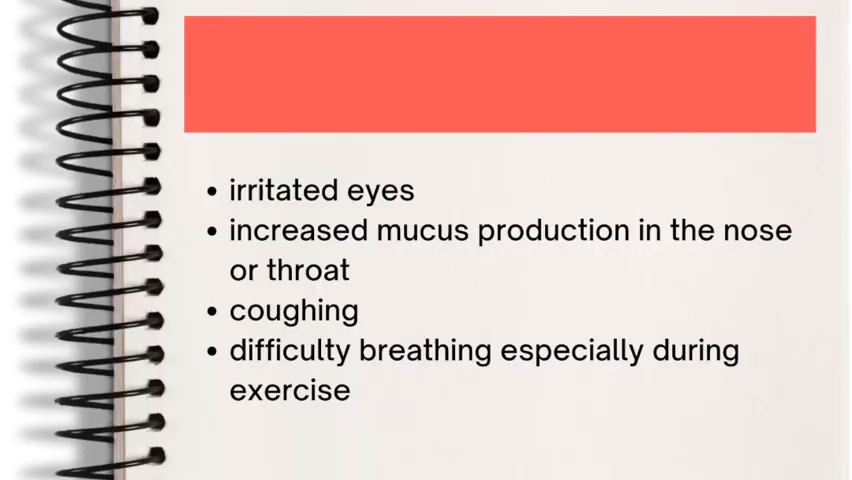 • irritated eyes
• increased mucus production in the nose
or throat
• coughing
• difficulty breathing especially during
exercise